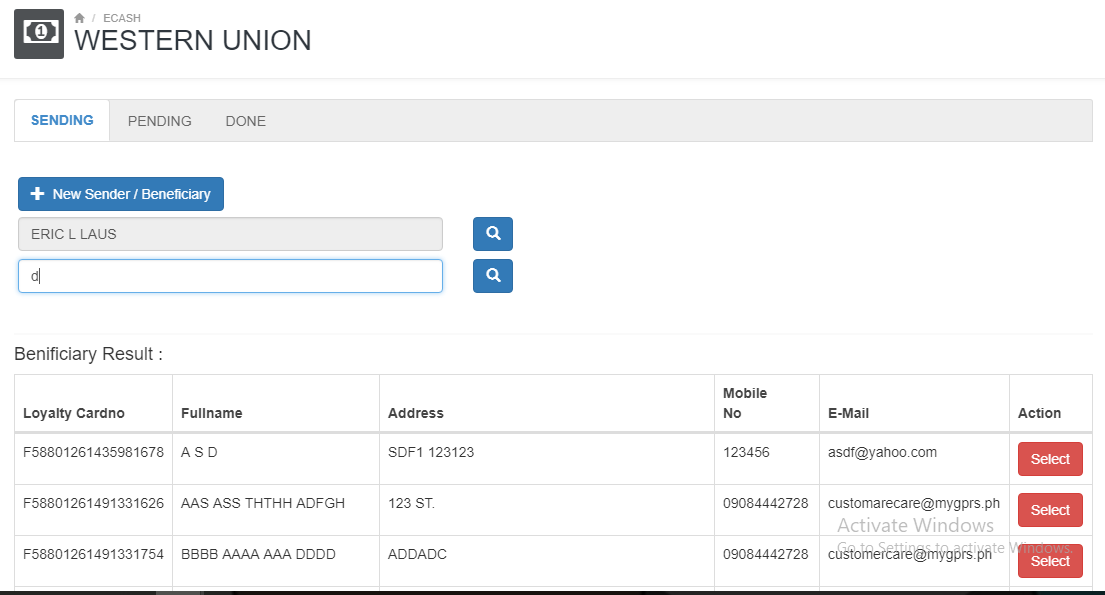 / ECASH
WESTERN UNION
SENDING PENDING DONE
New Sender / Beneficiary
ERIC L LAUS
d
Benificiary Result :
Loyalty Cardno Fullname Address Mobile No E-Mail Action
F58801261435981678 A S D SDF1 123123 123456 asdf@yahoo.com Select
F58801261491331626 AAS ASS THTHH ADFGH 123 ST. 09084442728 customarecare@mygprs.ph Select
Activate Windows
Go to Settings to activate Windows.
F58801261491331754 BBBB AAAA AAA DDDD ADDADC 09084442728 customercare@mygprs.ph Select